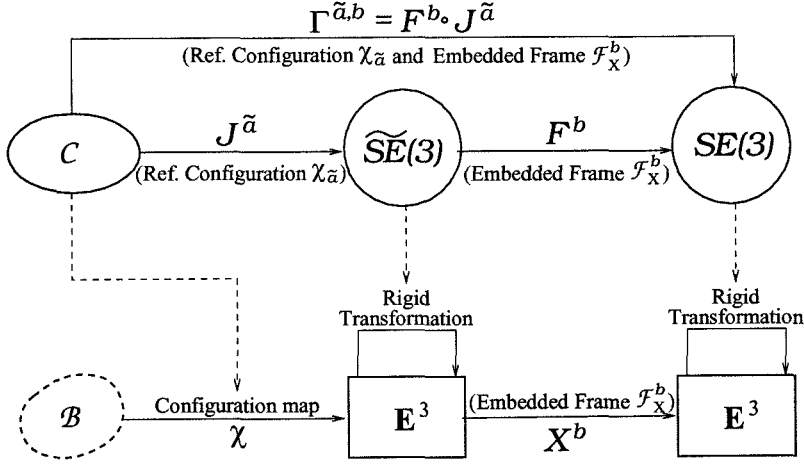 Γ^{ã,b} = F^b∘ J^ã
(Ref. Configuration χ_ã and Embedded Frame ℱ_X^b)
𝒞
J^ã
(Ref. Configuration χ_ã)
S͠E(3)
F^b
(Embedded Frame ℱ_X^b)
SE(3)
Rigid
Transformation
Rigid
Transformation
ℬ
Configuration map
χ
E^3
(Embedded Frame ℱ_X^b)
X^b
E^3